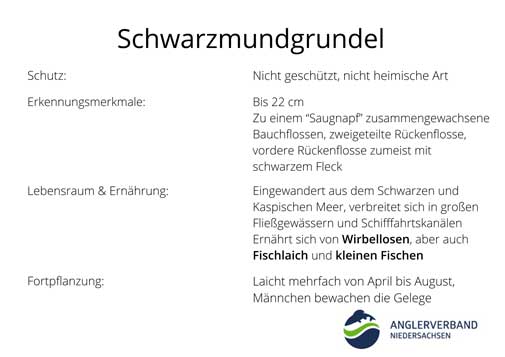 Schwarzmundgrundel
Schutz: Nicht geschützt, nicht heimische Art
Erkennungsmerkmale: Bis 22 cm
Zu einem “Saugnapf” zusammengewachsene
Bauchflossen, zweigeteilte Rückenflosse,
vordere Rückenflosse zumeist mit
schwarzem Fleck
Lebensraum & Ernährung: Eingewandert aus dem Schwarzen und
Kaspischen Meer, verbreitet sich in großen
Fließgewässern und Schifffahrtskanälen
Ernährt sich von Wirbellosen, aber auch
Fischlaich und kleinen Fischen
Fortpflanzung: Laicht mehrfach von April bis August,
Männchen bewachen die Gelege
ANGLERVERBAND
NIEDERSACHSEN